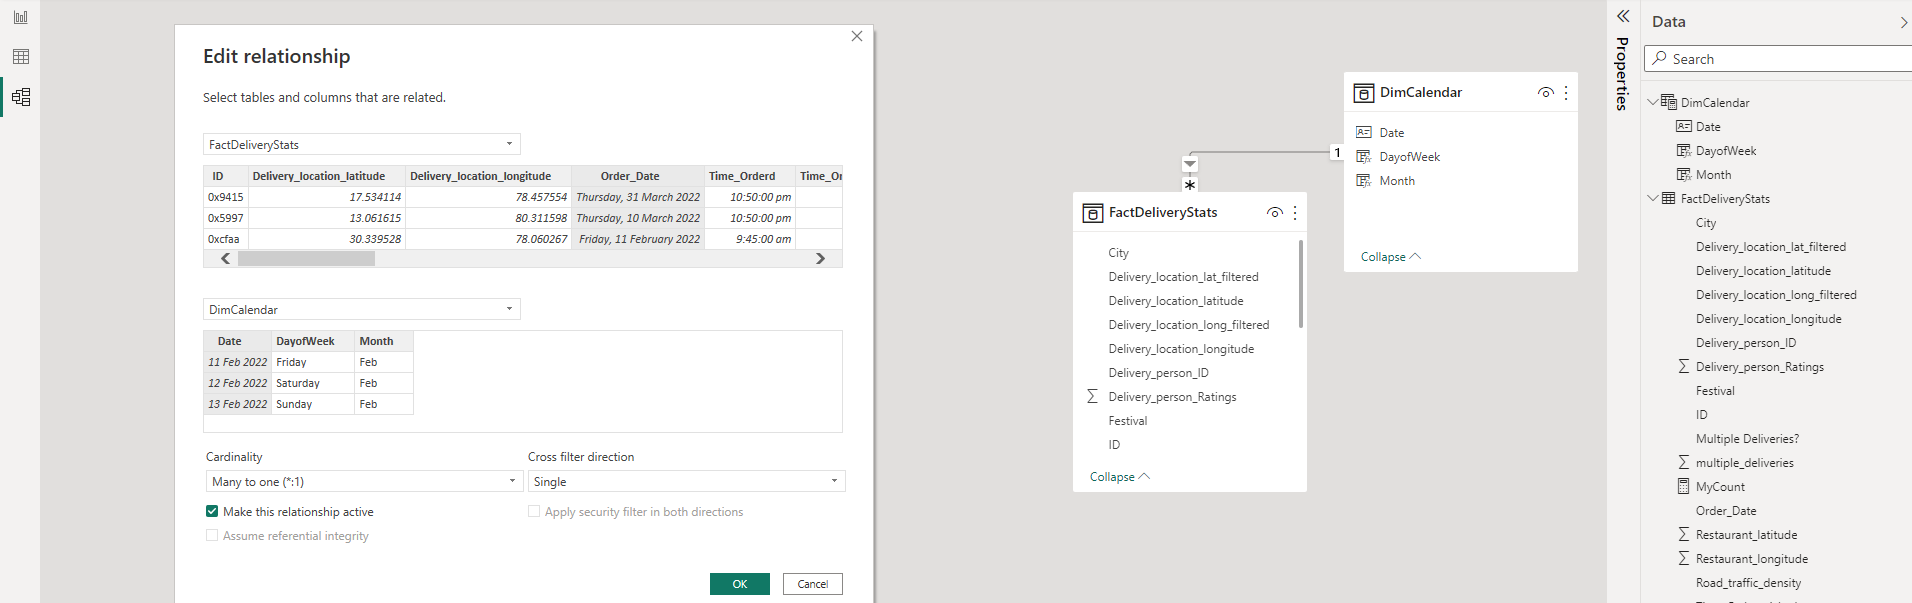 Edit relationship
Select tables and columns that are related.
FactDeliveryStats
ID Delivery_location_latitude Delivery_location_longitude Order_Date Time_Orderd Time_Or
0x9415 17.534114 78.457554 Thursday, 31 March 2022 10:50:00 pm
0x5997 13.061615 80.311598 Thursday, 10 March 2022 10:50:00 pm
0xcfaa 30.339528 78.060267 Friday, 11 February 2022 9:45:00 am
DimCalendar
Date DayofWeek Month
11 Feb 2022 Friday Feb
12 Feb 2022 Saturday Feb
13 Feb 2022 Sunday Feb
Cardinality Cross filter direction
Many to one (*:1) Single
Make this relationship active Apply security filter in both directions
Assume referential integrity
OK Cancel
1
*
FactDeliveryStats
City
Delivery_location_lat_filtered
Delivery_location_latitude
Delivery_location_long_filtered
Delivery_location_longitude
Delivery_person_ID
Delivery_person_Ratings
Festival
ID
Collapse
DimCalendar
Date
DayofWeek
Month
Collapse
Properties
Data
Search
DimCalendar
Date
DayofWeek
Month
FactDeliveryStats
City
Delivery_location_lat_filtered
Delivery_location_latitude
Delivery_location_long_filtered
Delivery_location_longitude
Delivery_person_ID
Delivery_person_Ratings
Festival
ID
Multiple Deliveries?
multiple_deliveries
MyCount
Order_Date
Restaurant_latitude
Restaurant_longitude
Road_traffic_density